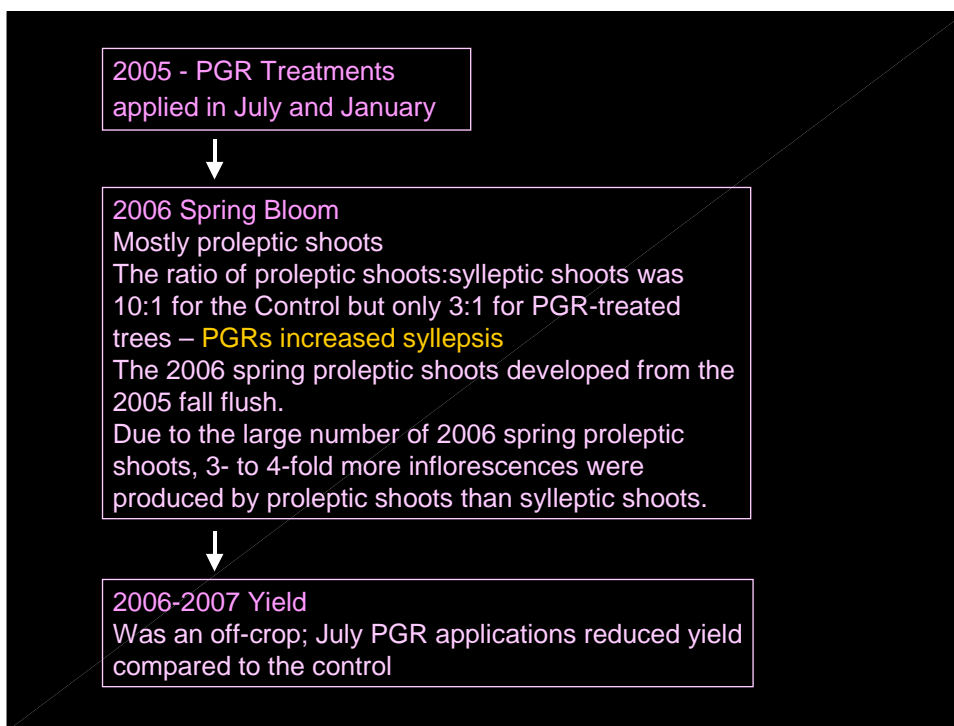 2005 - PGR Treatments
applied in July and January
2006 Spring Bloom
Mostly proleptic shoots
The ratio of proleptic shoots:sylleptic shoots was
10:1 for the Control but only 3:1 for PGR-treated
trees – PGRs increased syllepsis
The 2006 spring proleptic shoots developed from the
2005 fall flush.
Due to the large number of 2006 spring proleptic
shoots, 3- to 4-fold more inflorescences were
produced by proleptic shoots than sylleptic shoots.
2006-2007 Yield
Was an off-crop; July PGR applications reduced yield
compared to the control